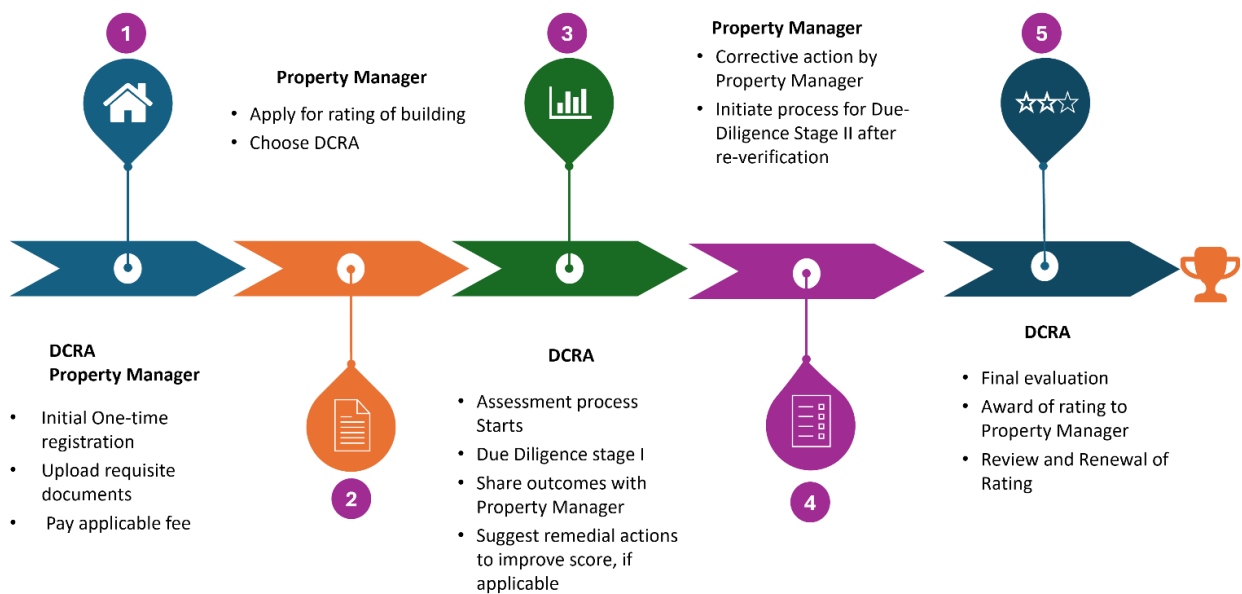 1
DCRA
Property Manager
• Initial One-time
registration
• Upload requisite
documents
• Pay applicable fee
Property Manager
• Apply for rating of building
• Choose DCRA
2
3
DCRA
• Assessment process
Starts
• Due Diligence stage I
• Share outcomes with
Property Manager
• Suggest remedial actions
to improve score, if
applicable
Property Manager
• Corrective action by
Property Manager
• Initiate process for Due-
Diligence Stage II after
re-verification
4
5
DCRA
• Final evaluation
• Award of rating to
Property Manager
• Review and Renewal of
Rating